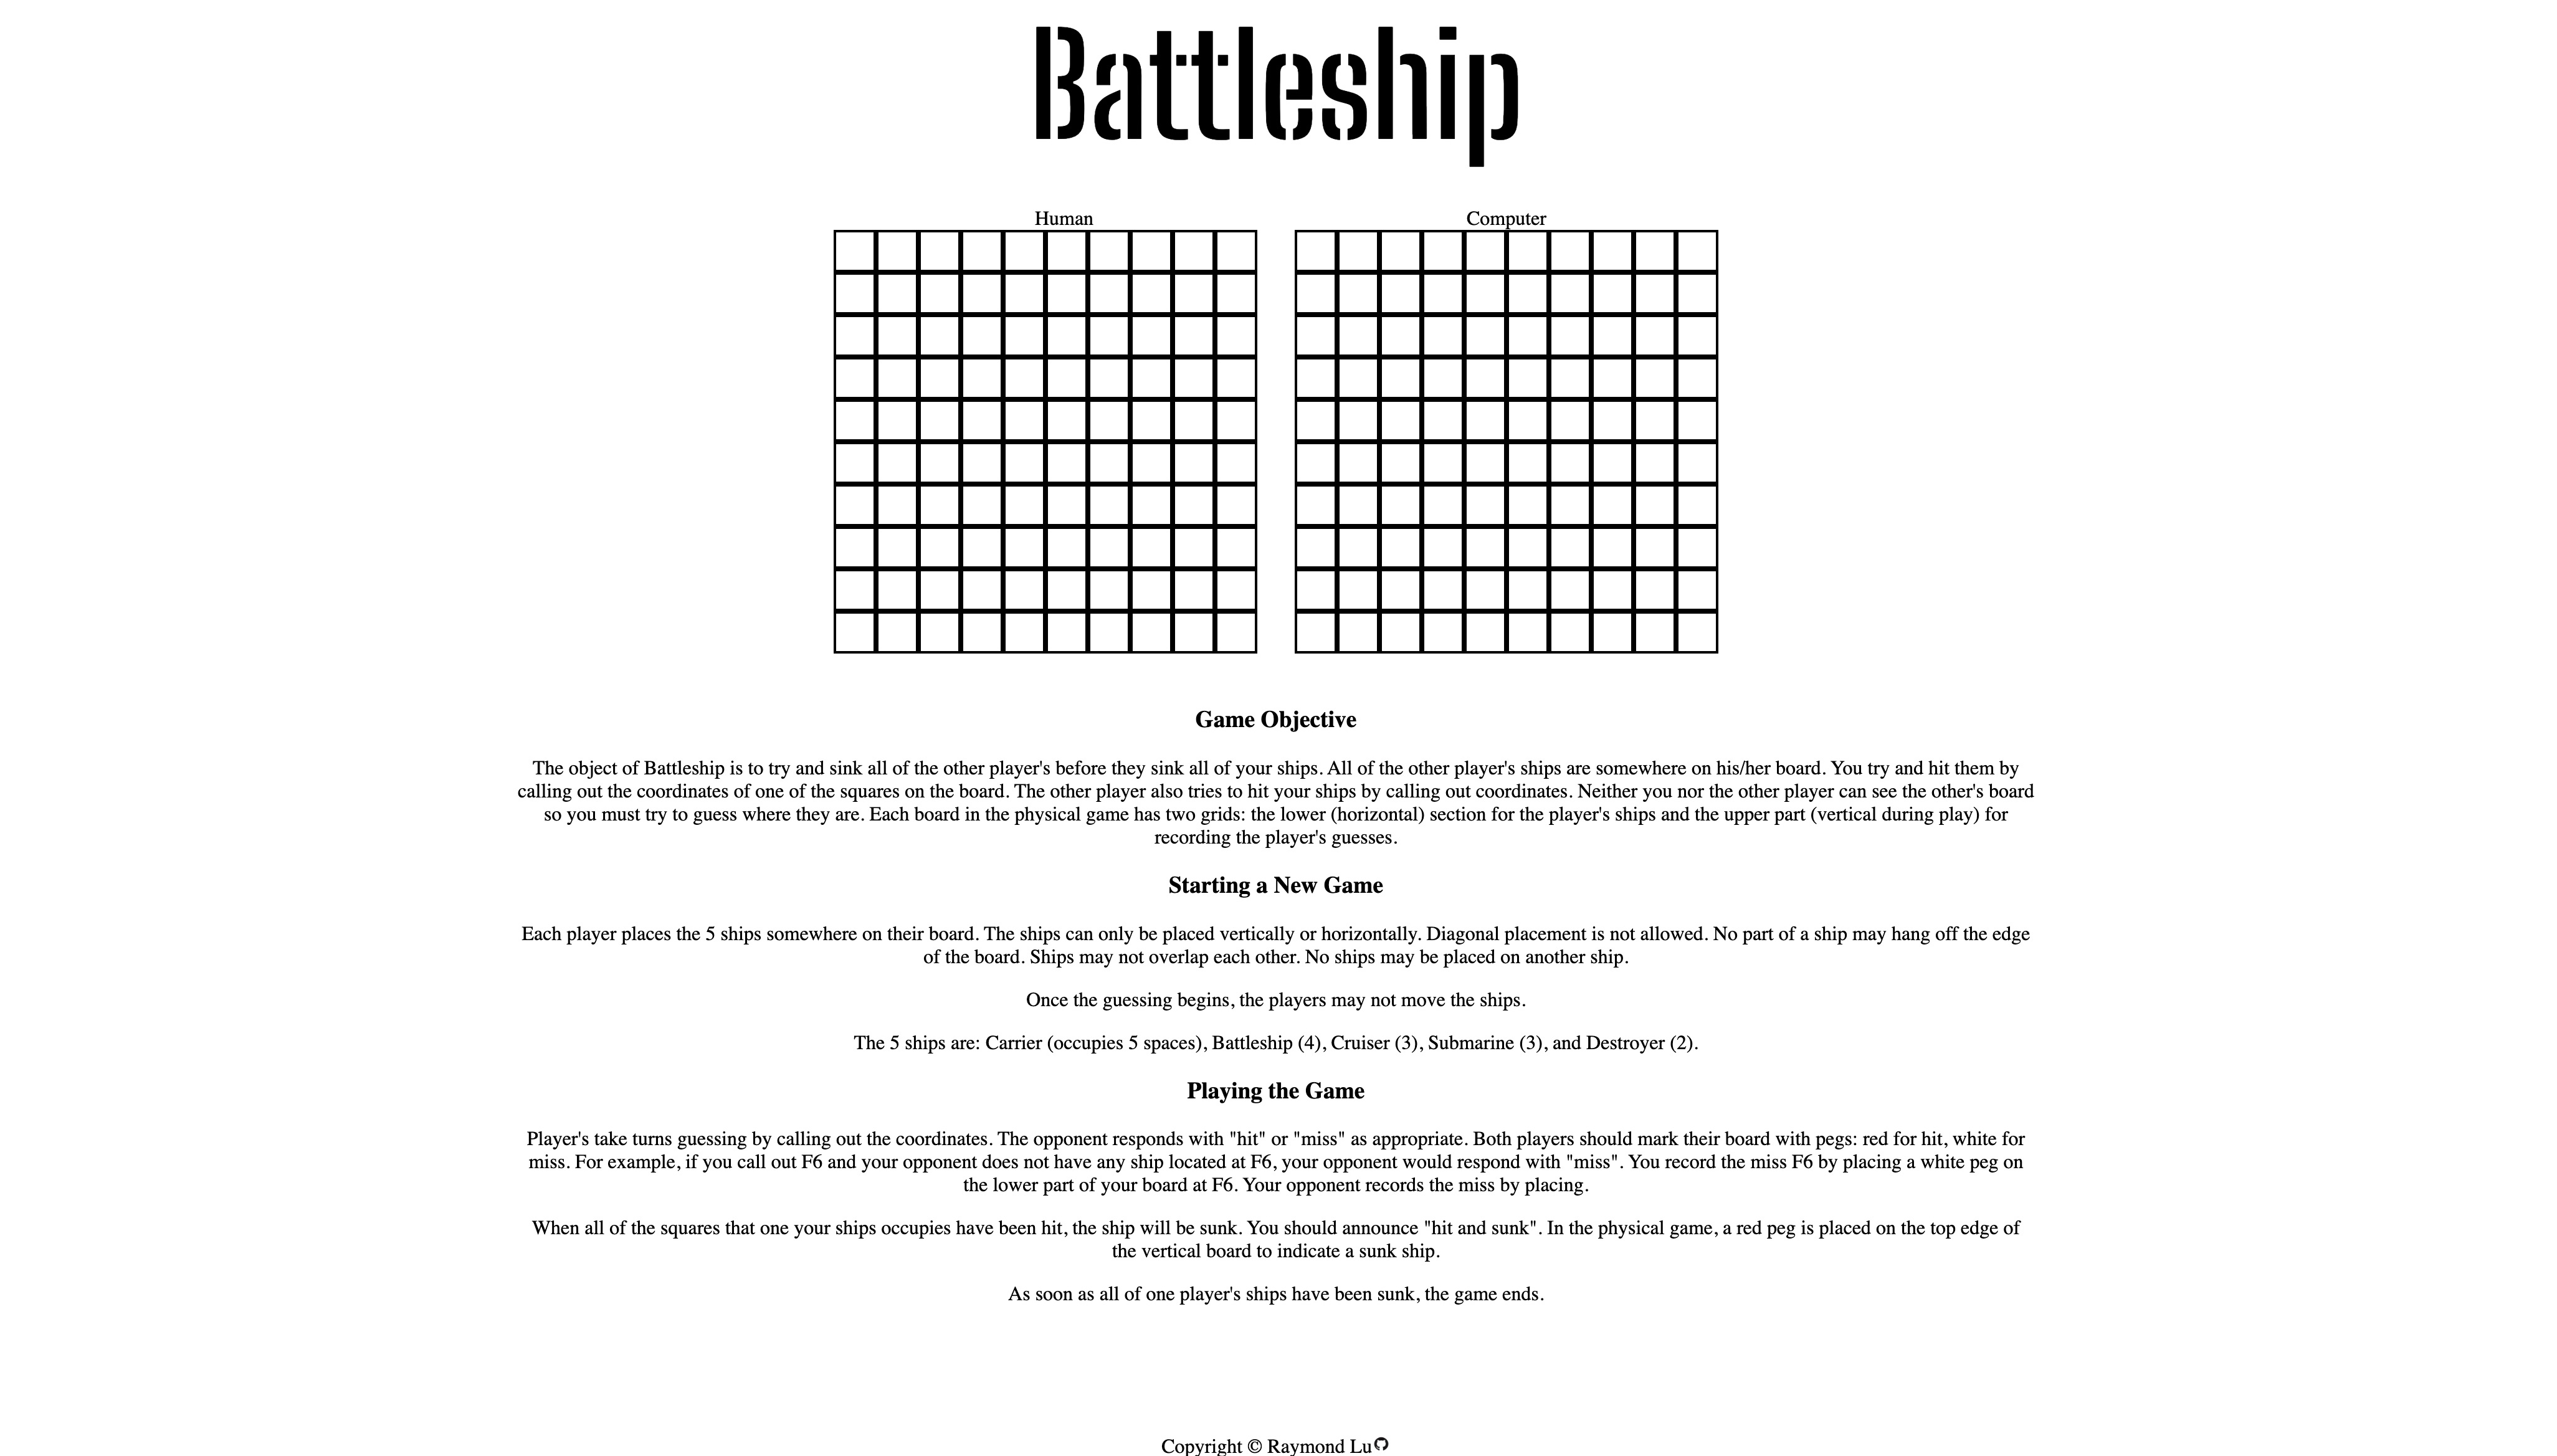 Battleship
Human
Computer
Game Objective
The object of Battleship is to try and sink all of the other player's before they sink all of your ships. All of the other player's ships are somewhere on his/her board. You try and hit them by
calling out the coordinates of one of the squares on the board. The other player also tries to hit your ships by calling out coordinates. Neither you nor the other player can see the other's board
so you must try to guess where they are. Each board in the physical game has two grids: the lower (horizontal) section for the player's ships and the upper part (vertical during play) for
recording the player's guesses.
Starting a New Game
Each player places the 5 ships somewhere on their board. The ships can only be placed vertically or horizontally. Diagonal placement is not allowed. No part of a ship may hang off the edge
of the board. Ships may not overlap each other. No ships may be placed on another ship.
Once the guessing begins, the players may not move the ships.
The 5 ships are: Carrier (occupies 5 spaces), Battleship (4), Cruiser (3), Submarine (3), and Destroyer (2).
Playing the Game
Player's take turns guessing by calling out the coordinates. The opponent responds with "hit" or "miss" as appropriate. Both players should mark their board with pegs: red for hit, white for
miss. For example, if you call out F6 and your opponent does not have any ship located at F6, your opponent would respond with "miss". You record the miss F6 by placing a white peg on
the lower part of your board at F6. Your opponent records the miss by placing.
When all of the squares that one your ships occupies have been hit, the ship will be sunk. You should announce "hit and sunk". In the physical game, a red peg is placed on the top edge of
the vertical board to indicate a sunk ship.
As soon as all of one player's ships have been sunk, the game ends.
Copyright © Raymond Lu